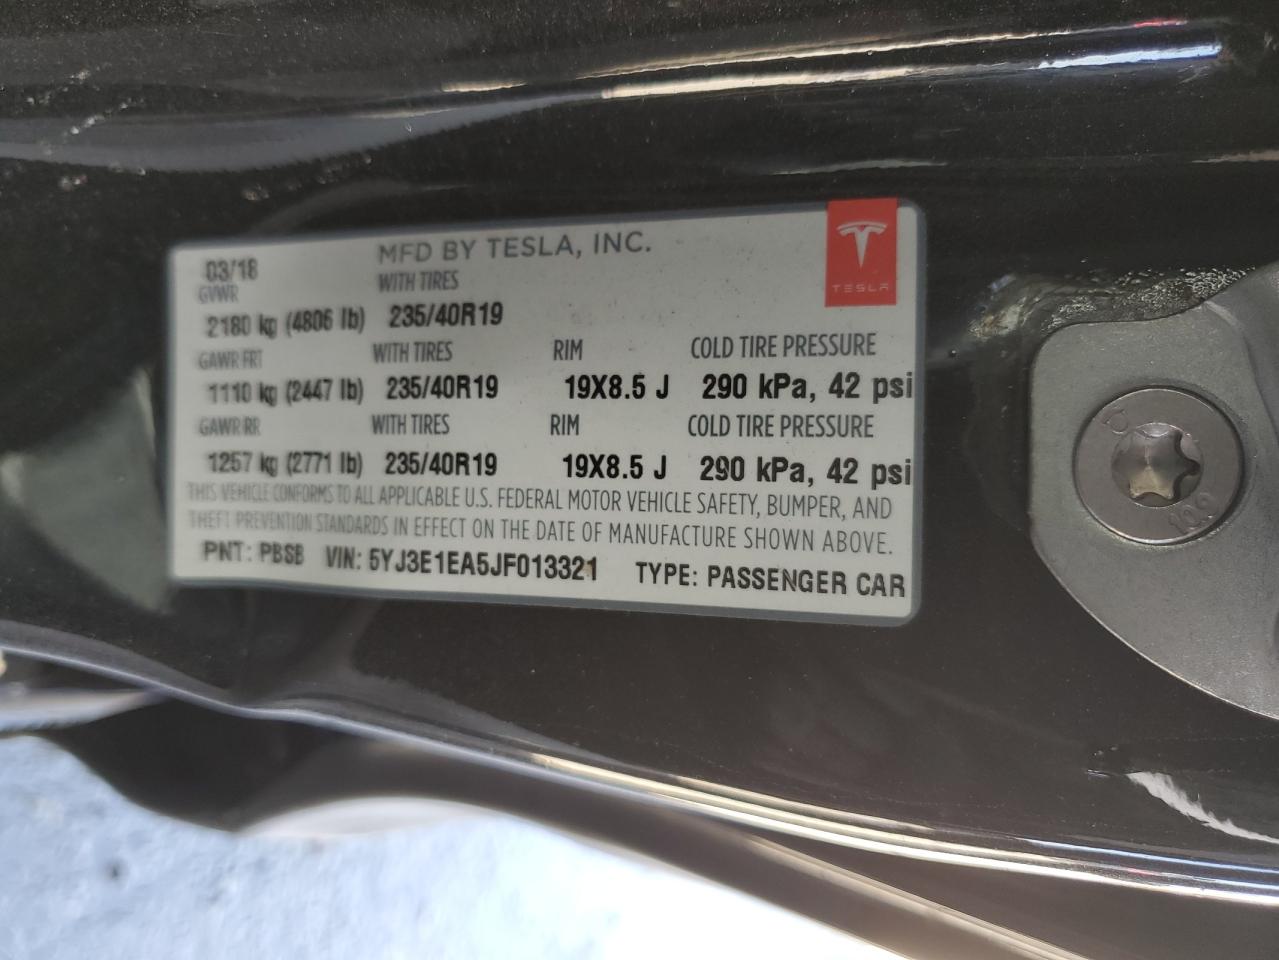 03/18 MFD BY TESLA, INC.
TESLA
GVWR WITH TIRES
2180 kg (4806 lb) 235/40R19
GAWR FRT WITH TIRES RIM COLD TIRE PRESSURE
1110 kg (2447 lb) 235/40R19 19X8.5 J 290 kPa, 42 psi
GAWR RR WITH TIRES RIM COLD TIRE PRESSURE
1257 kg (2771 lb) 235/40R19 19X8.5 J 290 kPa, 42 psi
THIS VEHICLE CONFORMS TO ALL APPLICABLE U.S. FEDERAL MOTOR VEHICLE SAFETY, BUMPER, AND
THEFT PREVENTION STANDARDS IN EFFECT ON THE DATE OF MANUFACTURE SHOWN ABOVE.
PNT: PBSB VIN: 5YJ3E1EA5JF013321 TYPE: PASSENGER CAR
10.9